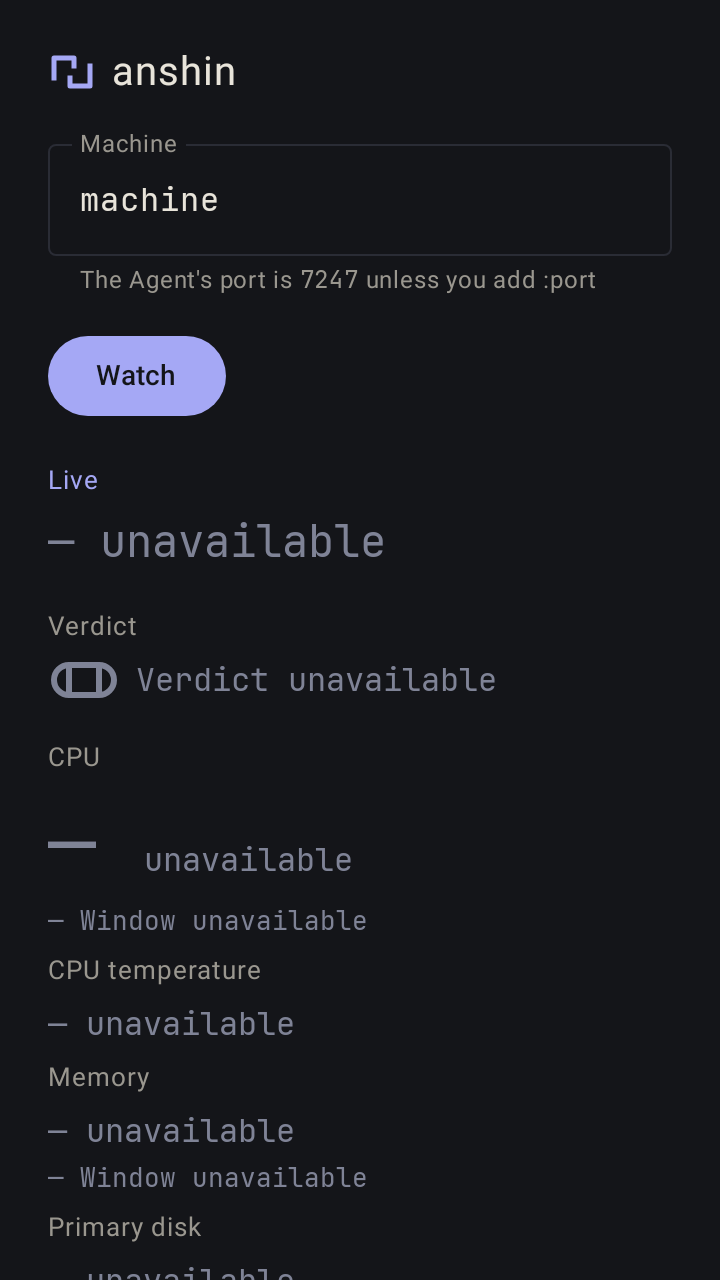 anshin
Machine
machine
The Agent's port is 7247 unless you add :port
Watch
Live
— unavailable
Verdict
Verdict unavailable
CPU
— unavailable
— Window unavailable
CPU temperature
— unavailable
Memory
— unavailable
— Window unavailable
Primary disk
unavailable